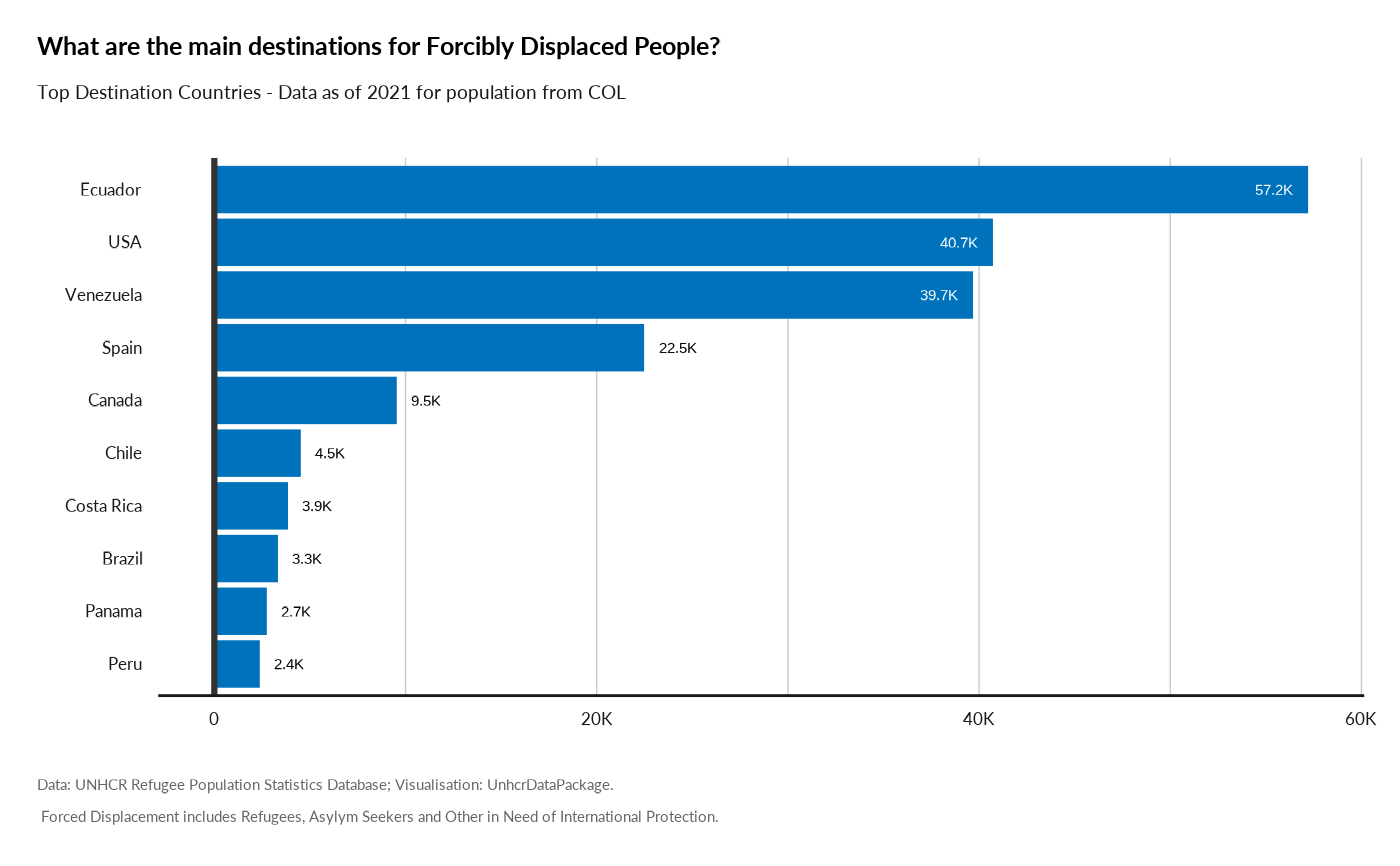 What are the main destinations for Forcibly Displaced People?
Top Destination Countries - Data as of 2021 for population from COL
Ecuador 57.2K
USA 40.7K
Venezuela 39.7K
Spain 22.5K
Canada 9.5K
Chile 4.5K
Costa Rica 3.9K
Brazil 3.3K
Panama 2.7K
Peru 2.4K
0 20K 40K 60K
Data: UNHCR Refugee Population Statistics Database; Visualisation: UnhcrDataPackage.
Forced Displacement includes Refugees, Asylym Seekers and Other in Need of International Protection.